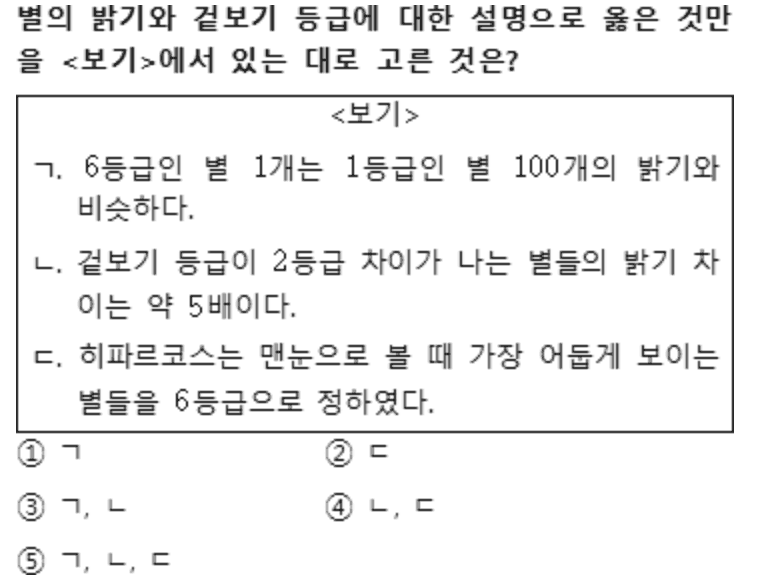 별의 밝기와 겉보기 등급에 대한 설명으로 옳은 것만
을 <보기>에서 있는 대로 고른 것은?
<보기>
ㄱ. 6등급인 별 1개는 1등급인 별 100개의 밝기와
비슷하다.
ㄴ. 겉보기 등급이 2등급 차이가 나는 별들의 밝기 차
이는 약 5배이다.
ㄷ. 히파르코스는 맨눈으로 볼 때 가장 어둡게 보이는
별들을 6등급으로 정하였다.
① ㄱ ② ㄷ
③ ㄱ, ㄴ ④ ㄴ, ㄷ
⑤ ㄱ, ㄴ, ㄷ